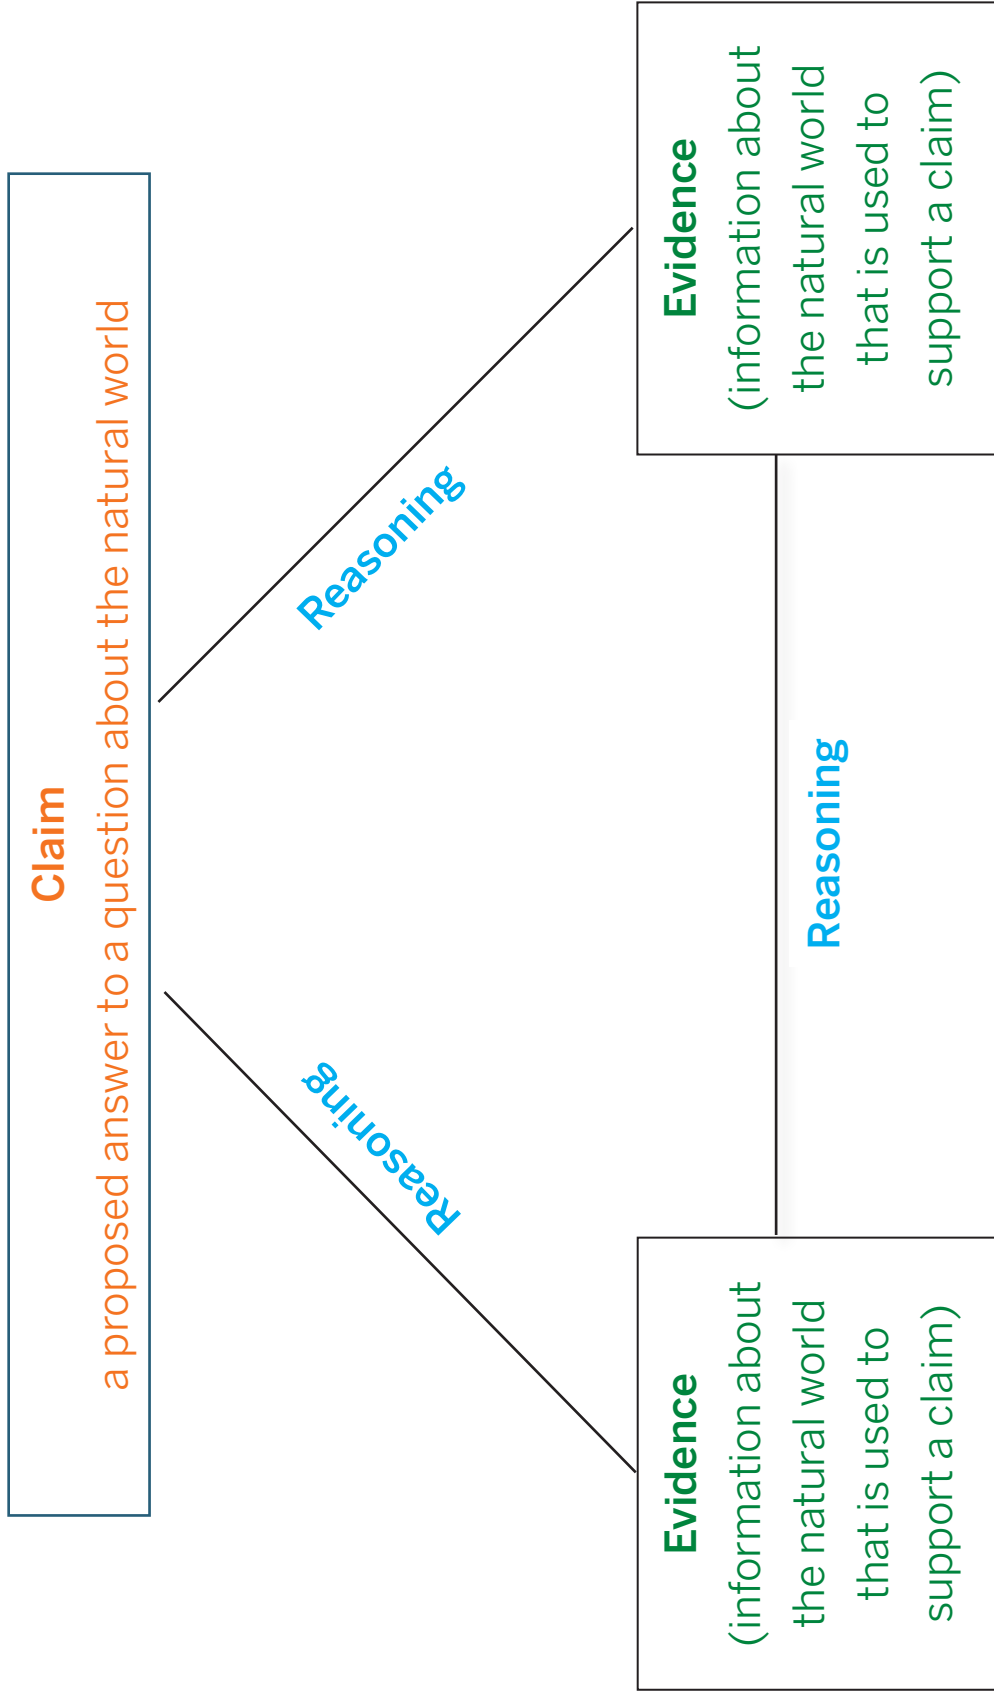 Claim
a proposed answer to a question about the natural world
Reasoning
Reasoning
Evidence
(information about
the natural world
that is used to
support a claim)
Reasoning
Evidence
(information about
the natural world
that is used to
support a claim)